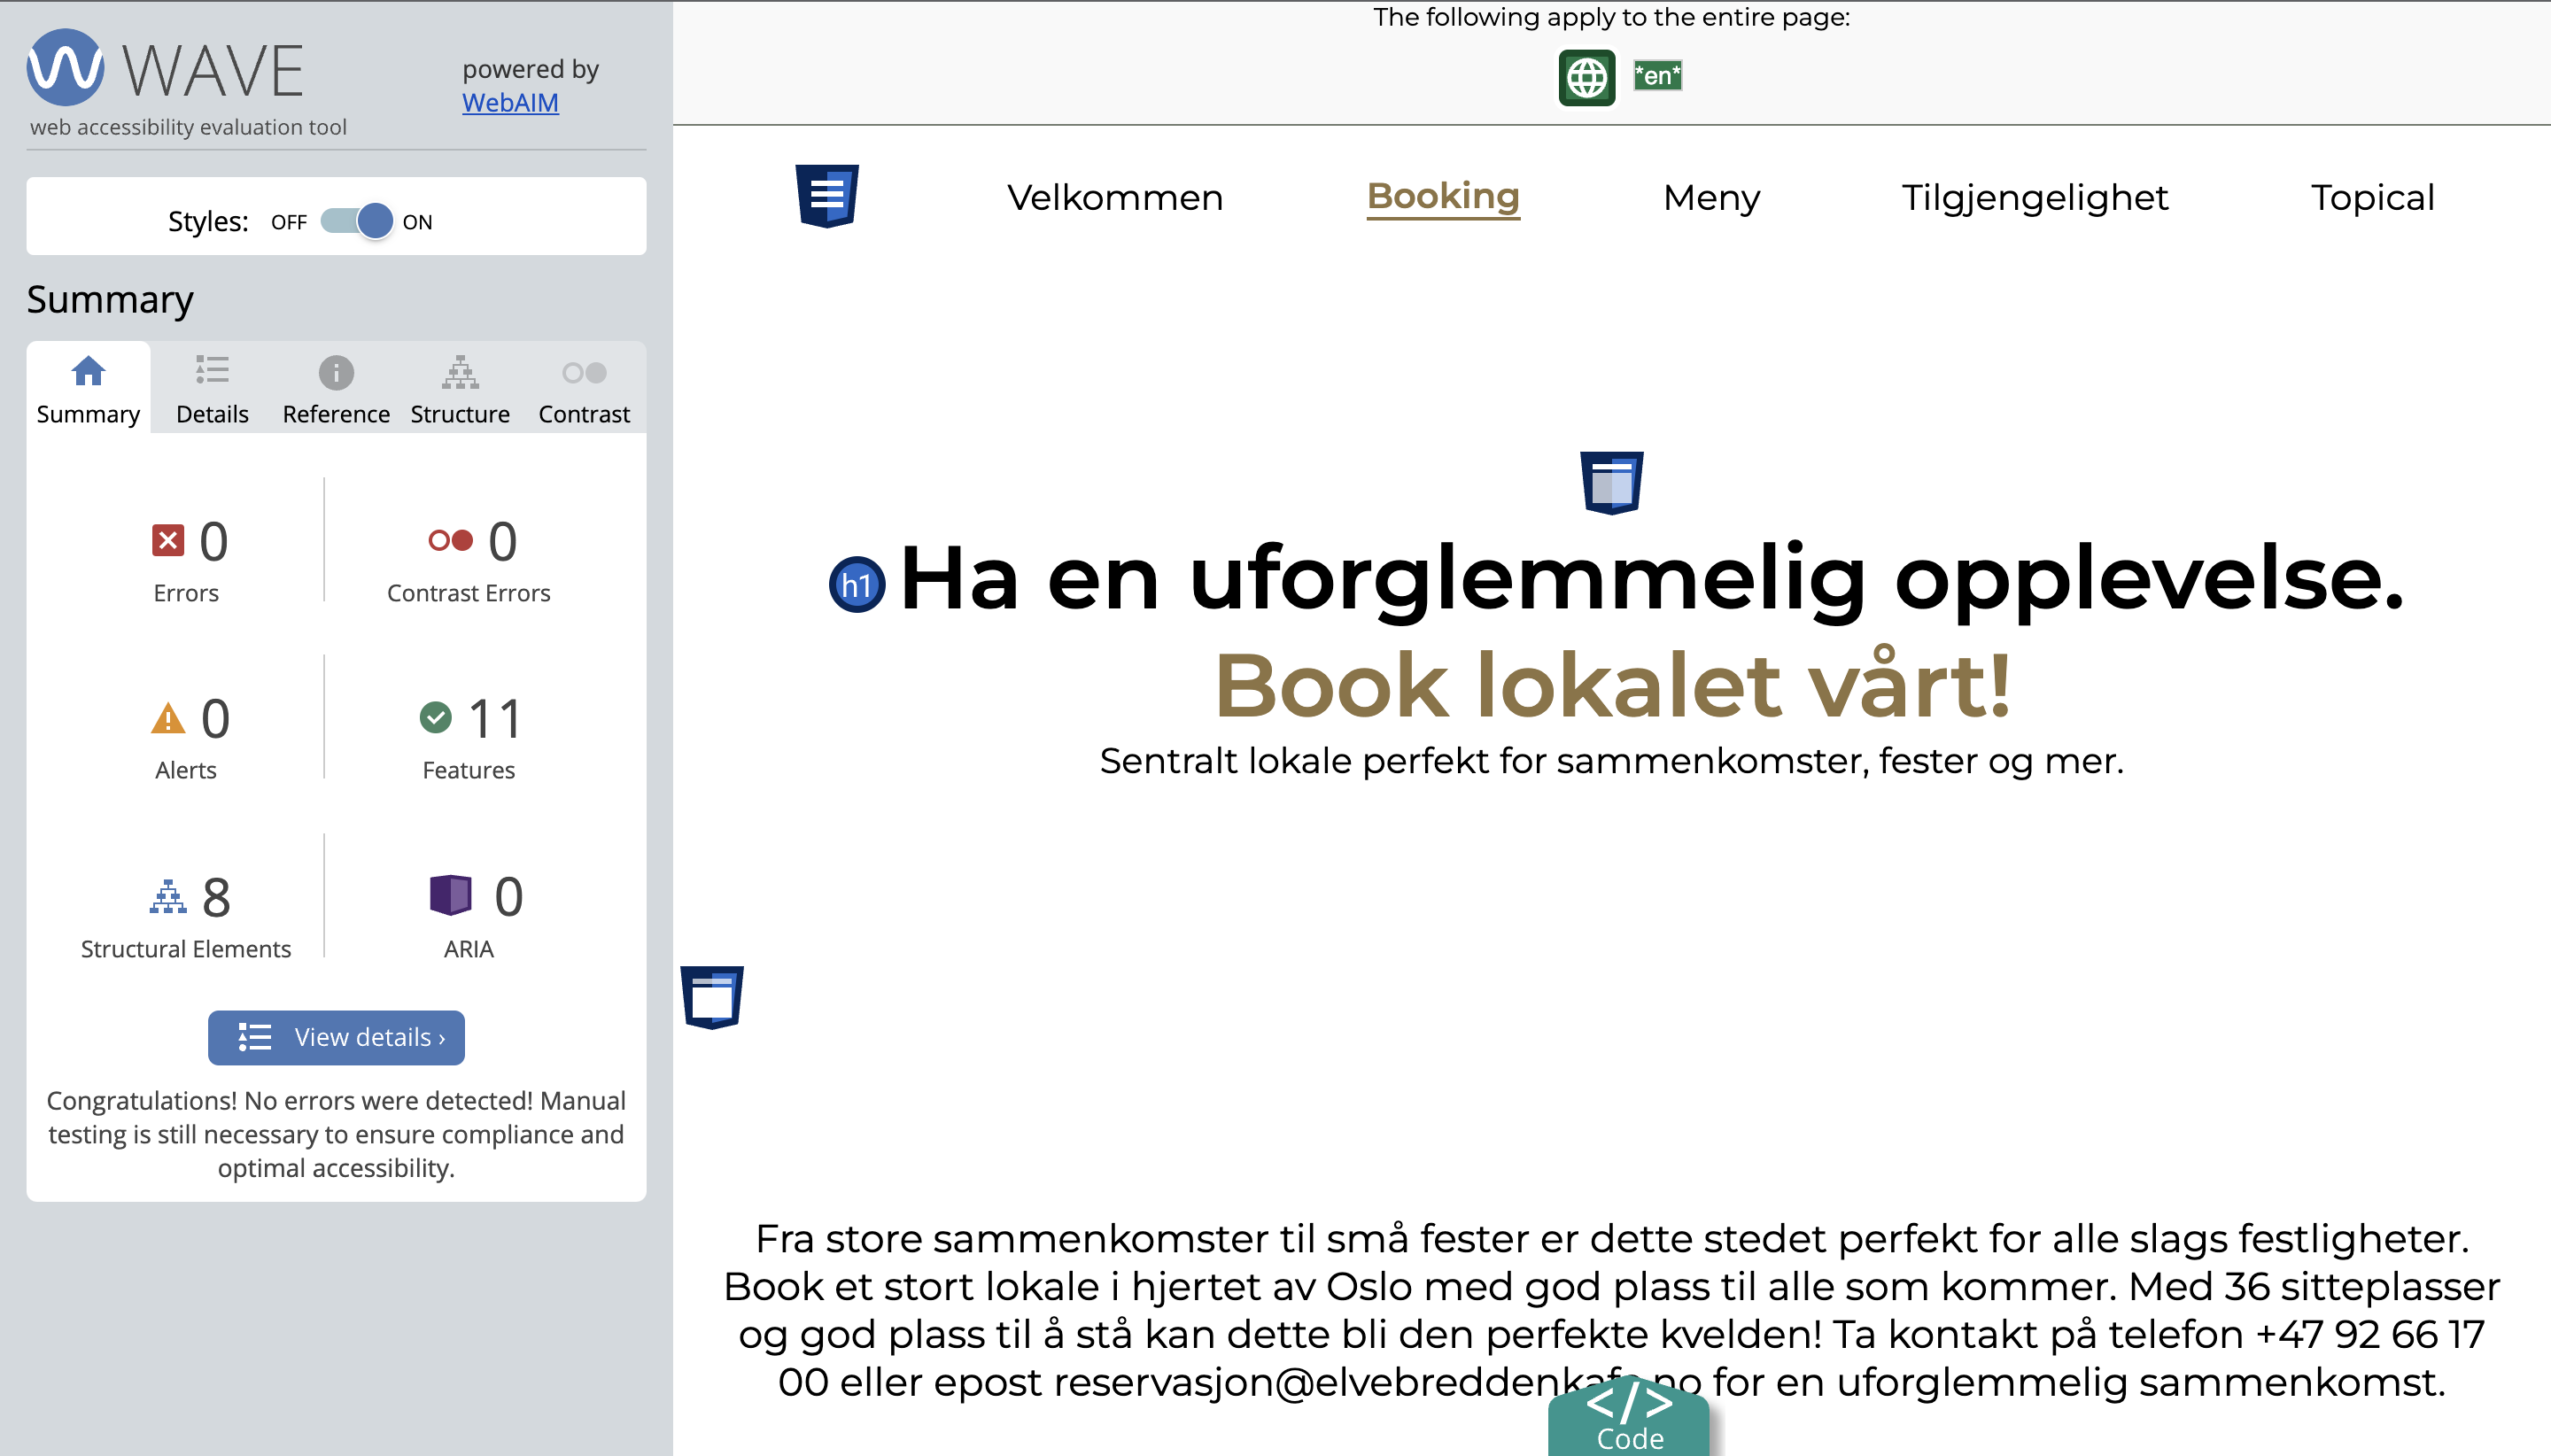 WAVE
web accessibility evaluation tool
powered by
WebAIM
Styles: OFF ON
Summary
Summary Details Reference Structure Contrast
0
Errors
0
Contrast Errors
0
Alerts
11
Features
8
Structural Elements
0
ARIA
View details ›
Congratulations! No errors were detected! Manual
testing is still necessary to ensure compliance and
optimal accessibility.
The following apply to the entire page:
*en*
Velkommen Booking Meny Tilgjengelighet Topical
h1 Ha en uforglemmelig opplevelse.
Book lokalet vårt!
Sentralt lokale perfekt for sammenkomster, fester og mer.
Fra store sammenkomster til små fester er dette stedet perfekt for alle slags festligheter.
Book et stort lokale i hjertet av Oslo med god plass til alle som kommer. Med 36 sitteplasser
og god plass til å stå kan dette bli den perfekte kvelden! Ta kontakt på telefon +47 92 66 17
00 eller epost reservasjon@elvebreddenkafe.no for en uforglemmelig sammenkomst.
</> Code